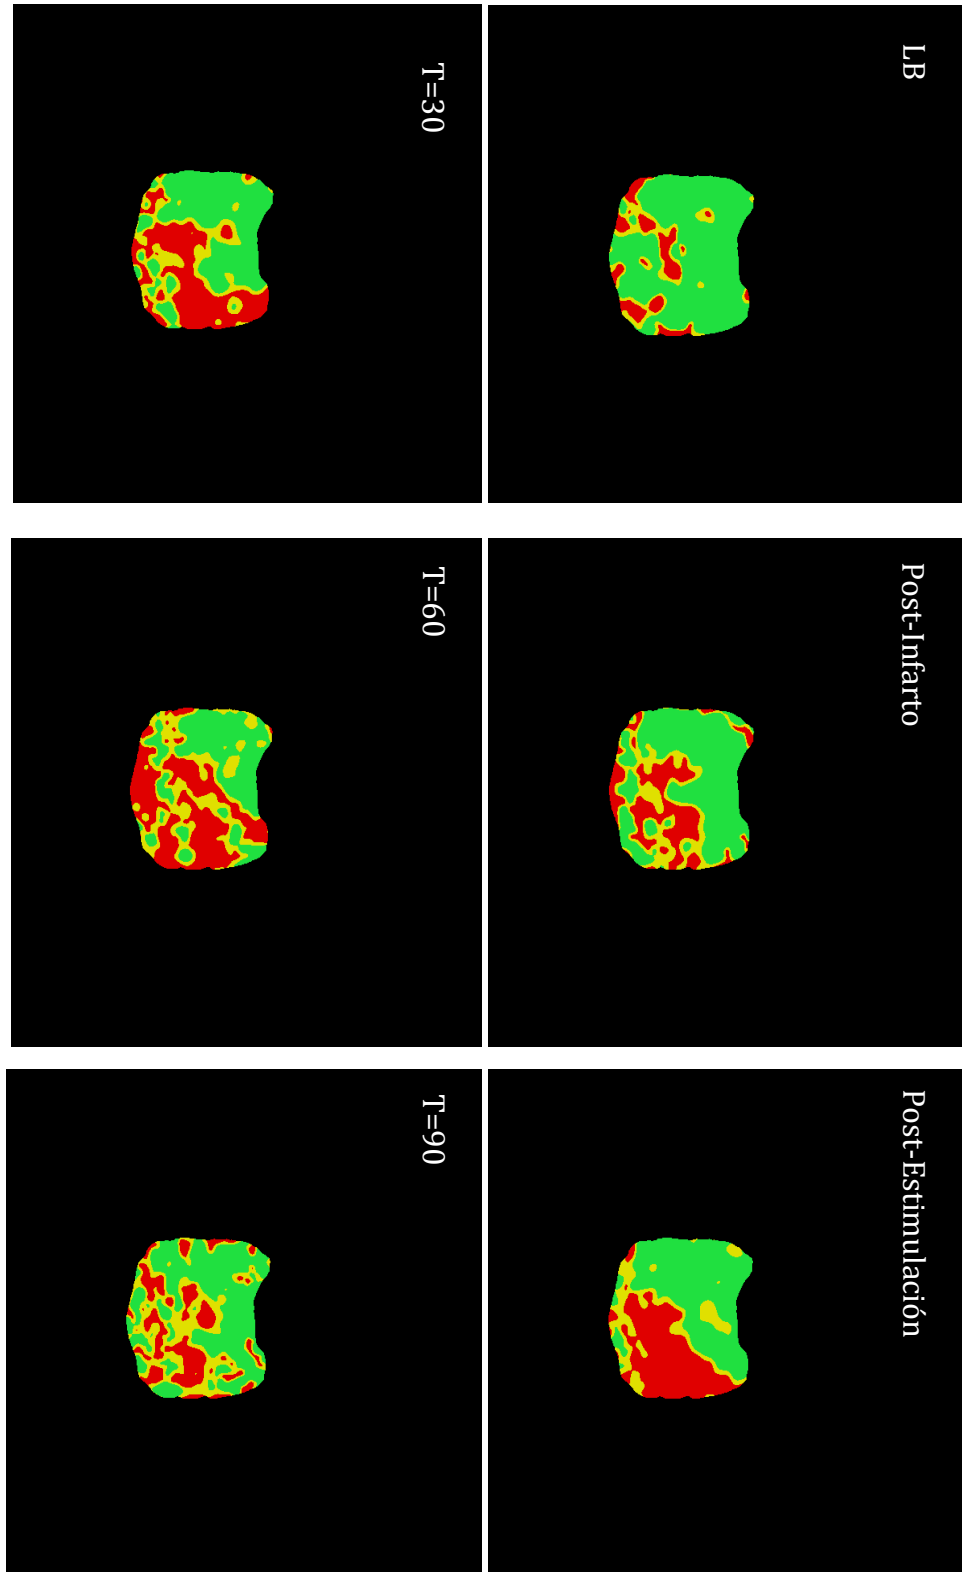 LB
Post-Infarto
Post-Estimulación
T=30
T=60
T=90